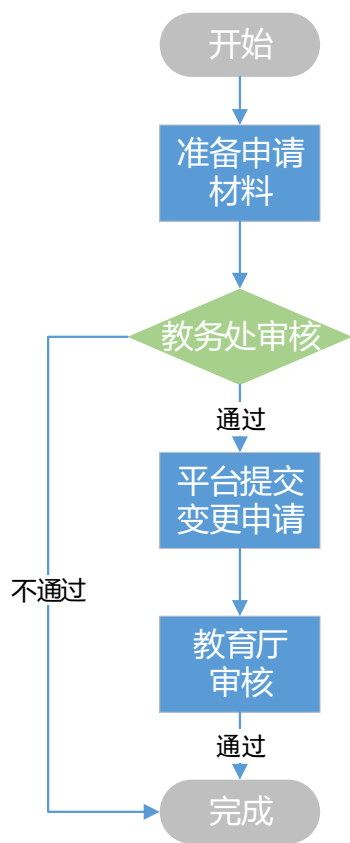 开始
准备申请
材料
教务处审核
通过
平台提交
变更申请
不通过
教育厅
审核
通过
完成